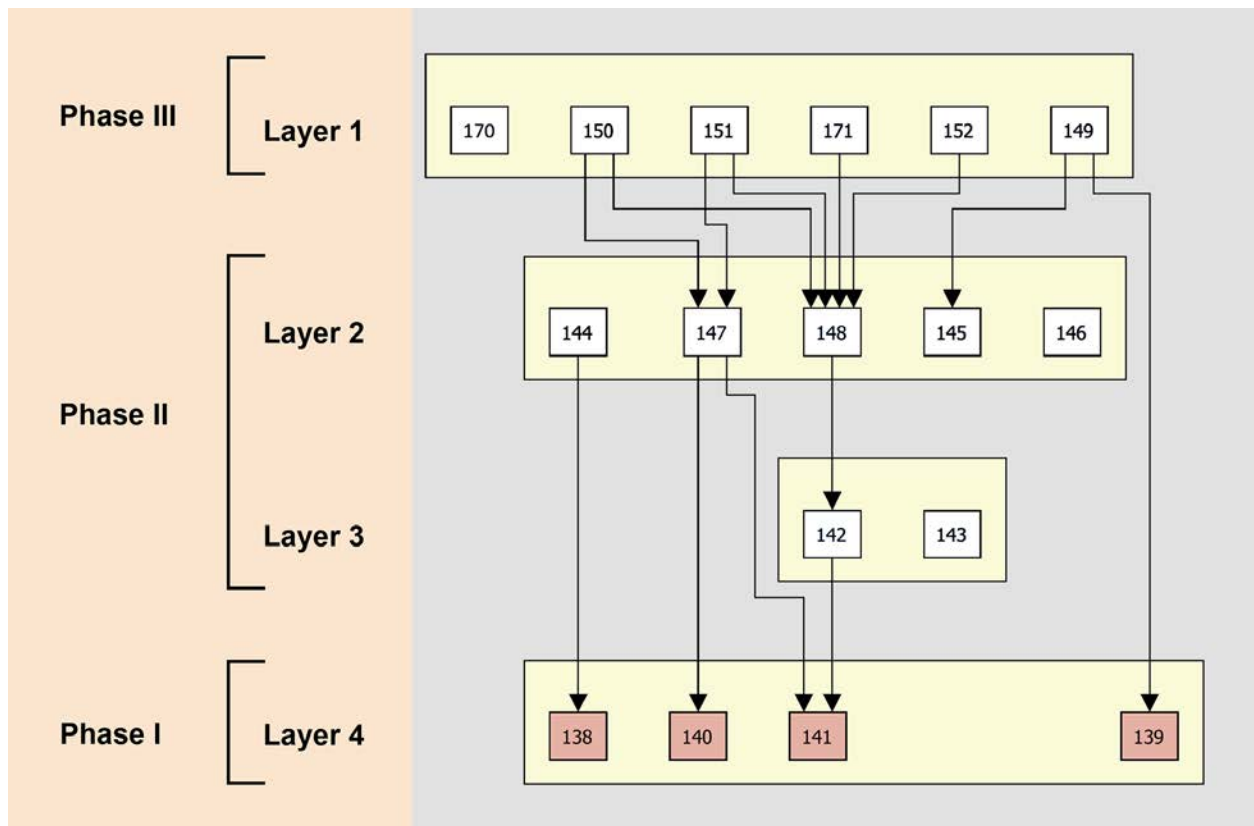 Phase III
Layer 1
170 150 151 171 152 149
Layer 2
144 147 148 145 146
Phase II
Layer 3
142 143
Phase I
Layer 4
138 140 141 139